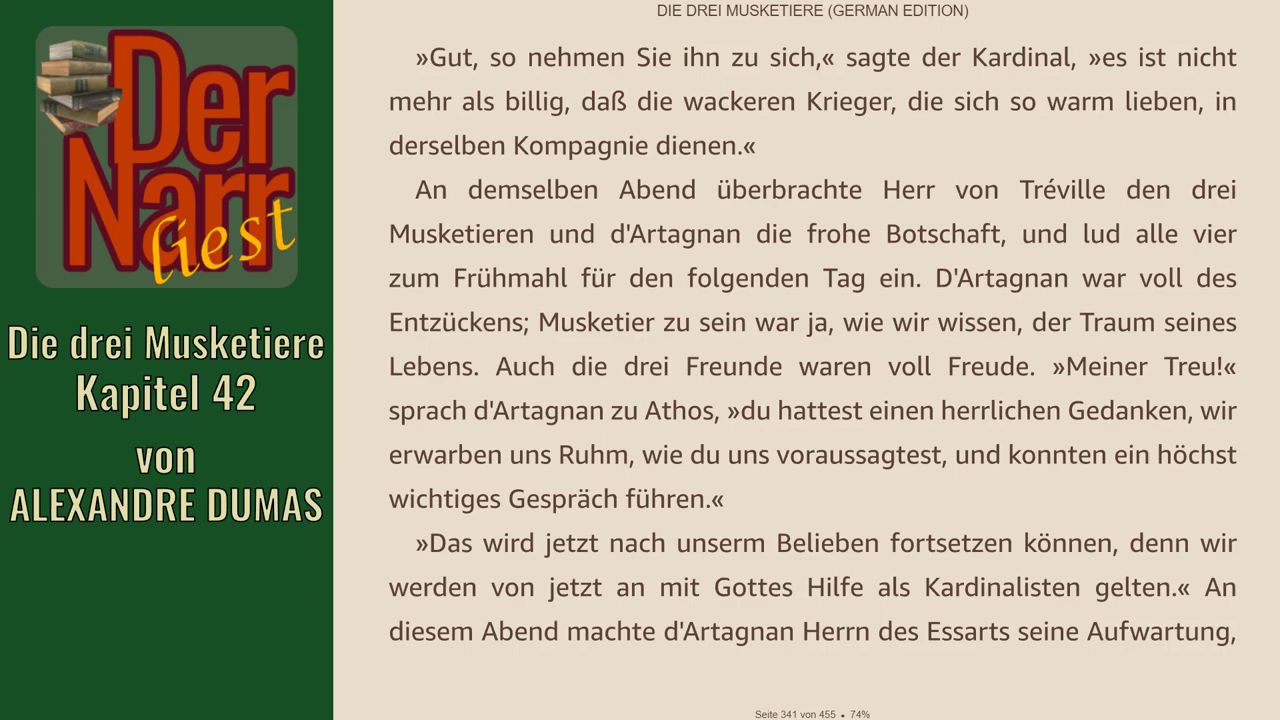 Der
Narr
liest
Die drei Musketiere
Kapitel 42
von
ALEXANDRE DUMAS
DIE DREI MUSKETIERE (GERMAN EDITION)
»Gut, so nehmen Sie ihn zu sich,« sagte der Kardinal, »es ist nicht
mehr als billig, daß die wackeren Krieger, die sich so warm lieben, in
derselben Kompagnie dienen.«
An demselben Abend überbrachte Herr von Tréville den drei
Musketieren und d'Artagnan die frohe Botschaft, und lud alle vier
zum Frühmahl für den folgenden Tag ein. D'Artagnan war voll des
Entzückens; Musketier zu sein war ja, wie wir wissen, der Traum seines
Lebens. Auch die drei Freunde waren voll Freude. »Meiner Treu!«
sprach d'Artagnan zu Athos, »du hattest einen herrlichen Gedanken, wir
erwarben uns Ruhm, wie du uns voraussagtest, und konnten ein höchst
wichtiges Gespräch führen.«
»Das wird jetzt nach unserm Belieben fortsetzen können, denn wir
werden von jetzt an mit Gottes Hilfe als Kardinalisten gelten.« An
diesem Abend machte d'Artagnan Herrn des Essarts seine Aufwartung,
Seite 341 von 455 • 74%